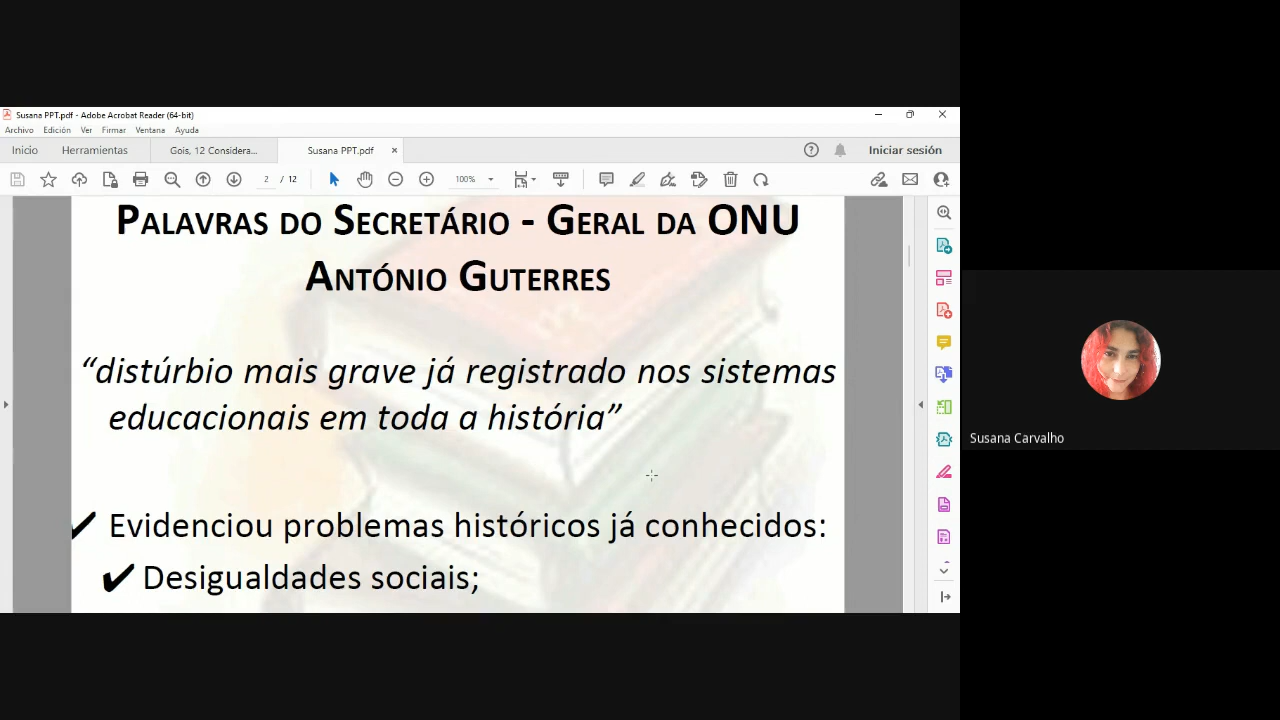 Susana PPT.pdf - Adobe Acrobat Reader (64-bit)
Archivo Edición Ver Firmar Ventana Ayuda
Inicio Herramientas Gois, 12 Considera... Susana PPT.pdf Iniciar sesión
2 / 12 100%
PALAVRAS DO SECRETÁRIO - GERAL DA ONU
ANTÓNIO GUTERRES
“distúrbio mais grave já registrado nos sistemas
educacionais em toda a história”
✔ Evidenciou problemas históricos já conhecidos:
✔ Desigualdades sociais;
Susana Carvalho